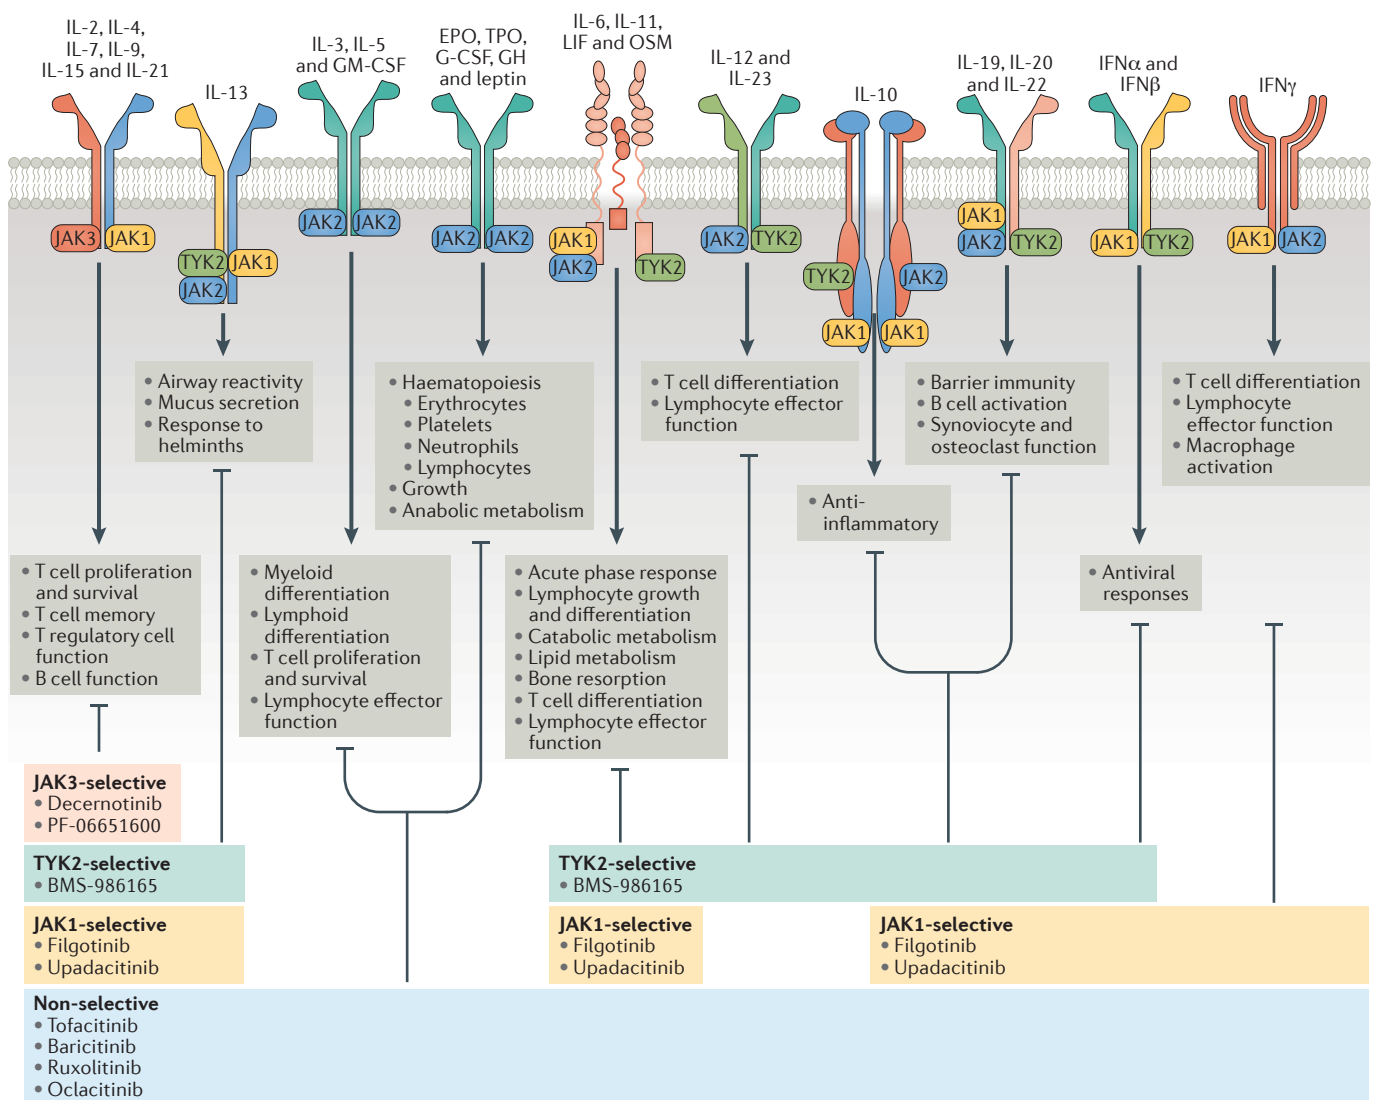 IL-2, IL-4,
IL-7, IL-9,
IL-15 and IL-21
IL-13
IL-3, IL-5
and GM-CSF
EPO, TPO,
G-CSF, GH
and leptin
IL-6, IL-11,
LIF and OSM
IL-12 and
IL-23
IL-10
IL-19, IL-20
and IL-22
IFNα and
IFNβ
IFNγ
JAK3
JAK1
TYK2
JAK1
JAK2
JAK2
JAK2
JAK2
JAK2
JAK1
JAK2
TYK2
JAK2
TYK2
TYK2
JAK2
JAK1
JAK1
JAK1
JAK2
TYK2
JAK1
TYK2
JAK1
JAK2
• Airway reactivity
• Mucus secretion
• Response to
helminths
• Haematopoiesis
• Erythrocytes
• Platelets
• Neutrophils
• Lymphocytes
• Growth
• Anabolic metabolism
• T cell differentiation
• Lymphocyte effector
function
• Barrier immunity
• B cell activation
• Synoviocyte and
osteoclast function
• T cell differentiation
• Lymphocyte
effector function
• Macrophage
activation
• Anti-
inflammatory
• T cell proliferation
and survival
• T cell memory
• T regulatory cell
function
• B cell function
• Myeloid
differentiation
• Lymphoid
differentiation
• T cell proliferation
and survival
• Lymphocyte effector
function
• Acute phase response
• Lymphocyte growth
and differentiation
• Catabolic metabolism
• Lipid metabolism
• Bone resorption
• T cell differentiation
• Lymphocyte effector
function
• Antiviral
responses
JAK3-selective
• Decernotinib
• PF-06651600
TYK2-selective
• BMS-986165
TYK2-selective
• BMS-986165
JAK1-selective
• Filgotinib
• Upadacitinib
JAK1-selective
• Filgotinib
• Upadacitinib
JAK1-selective
• Filgotinib
• Upadacitinib
Non-selective
• Tofacitinib
• Baricitinib
• Ruxolitinib
• Oclacitinib